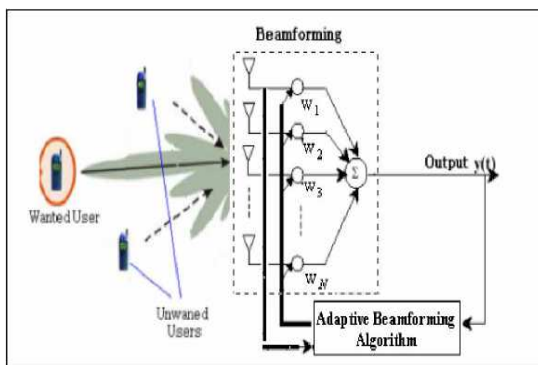 Beamforming
W1
W2
W3
WN
Σ
Output y(t)
Wanted User
Unwaned
Users
Adaptive Beamforming
Algorithm